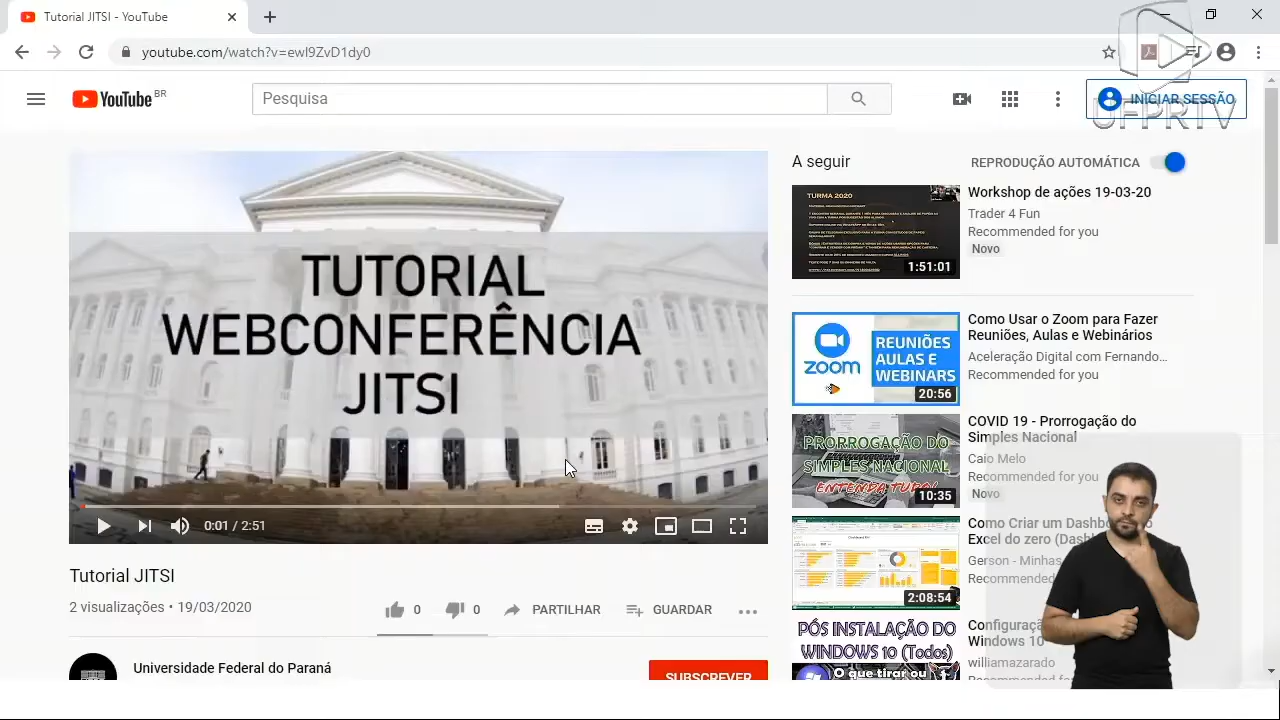 Tutorial JITSI - YouTube
youtube.com/watch?v=ewI9ZvD1dy0
YouTube BR
Pesquisa
INICIAR SESSÃO
UFPRTV
TUTORIAL
WEBCONFERÊNCIA
JITSI
0:01 / 2:51
Tutorial JITSI
2 visualizações • 19/03/2020
0
0
PARTILHAR
GUARDAR
Universidade Federal do Paraná
SUBSCREVER
A seguir
REPRODUÇÃO AUTOMÁTICA
TURMA 2020
1:51:01
Workshop de ações 19-03-20
Trader 4 Fun
Recommended for you
Novo
zoom
REUNIÕES
AULAS E
WEBINARS
20:56
Como Usar o Zoom para Fazer
Reuniões, Aulas e Webinários
Aceleração Digital com Fernando...
Recommended for you
PRORROGAÇÃO DO
SIMPLES NACIONAL
ENTENDA TUDO!
10:35
COVID 19 - Prorrogação do
Simples Nacional
Caio Melo
Recommended for you
Novo
2:08:54
Como Criar um Dashbo
Excel do zero (Dash
Gerson - Minhas
Recommended
PÓS INSTALAÇÃO DO
WINDOWS 10 (Todos)
O que tirar ou
Configuraç
Windows 10
williamazarado